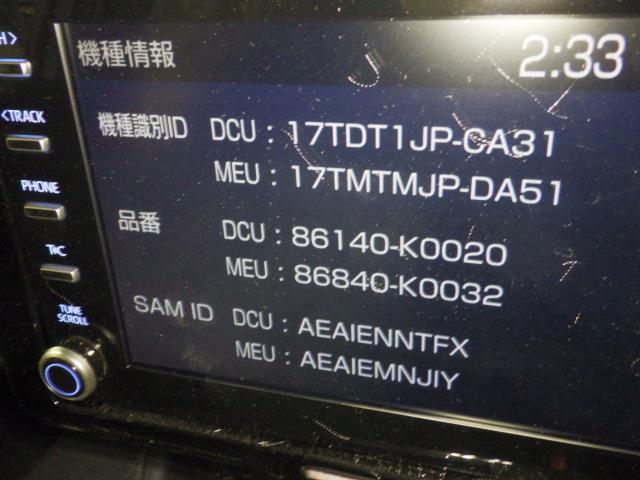 機種情報 2:33
機種識別ID DCU : 17TDT1JP-CA31
MEU : 17TMTMJP-DA51
品番 DCU : 86140-K0020
MEU : 86840-K0032
SAM ID DCU : AEAIENNTFX
MEU : AEAIEMNJIY
H>
<TRACK
PHONE
T.C
TUNE
SCROLL